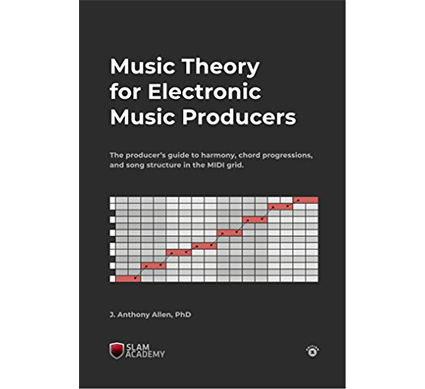 Music Theory
for Electronic
Music Producers
The producer's guide to harmony, chord progressions,
and song structure in the MIDI grid.
J. Anthony Allen, PhD
SLAM
ACADEMY